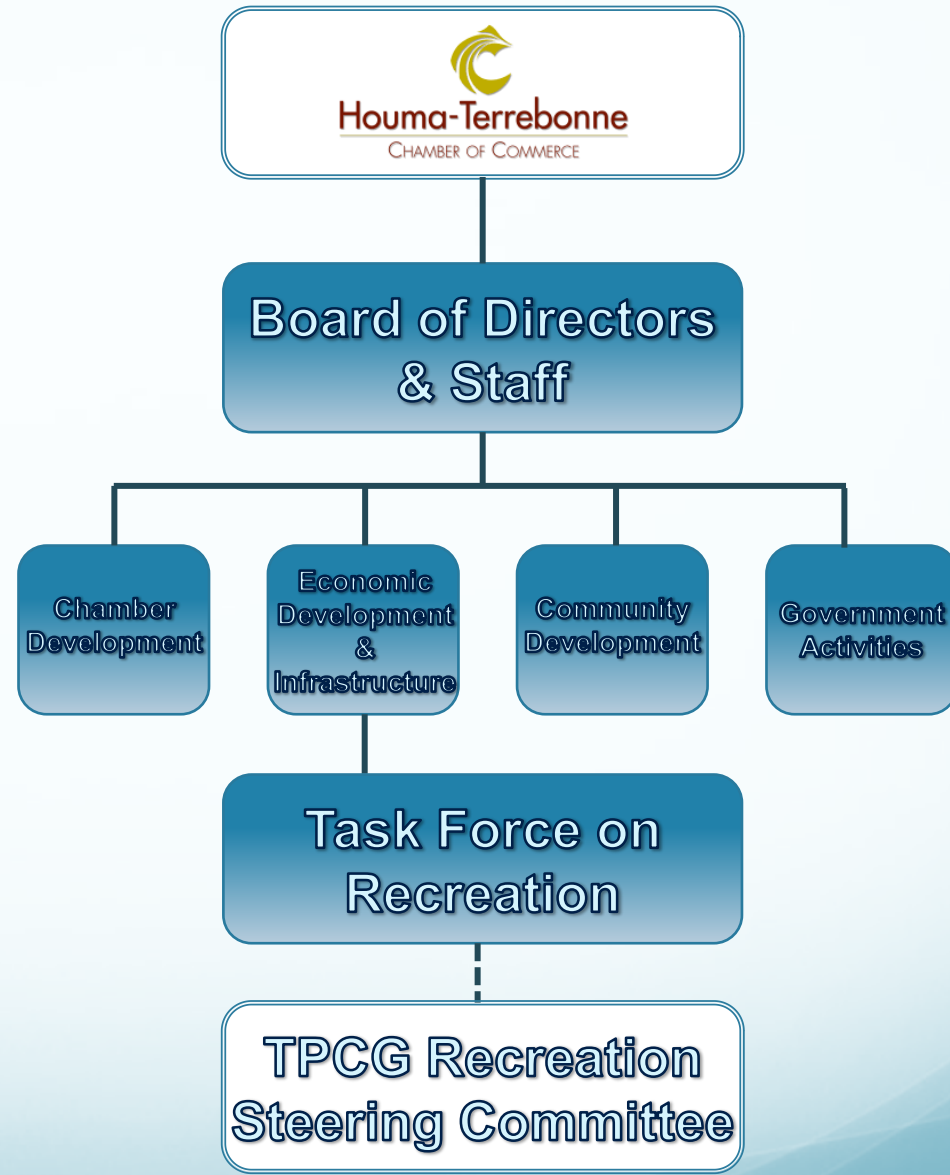 Houma-Terrebonne
CHAMBER OF COMMERCE
Board of Directors
& Staff
Chamber
Development
Economic
Development
&
Infrastructure
Community
Development
Government
Activities
Task Force on
Recreation
TPCG Recreation
Steering Committee